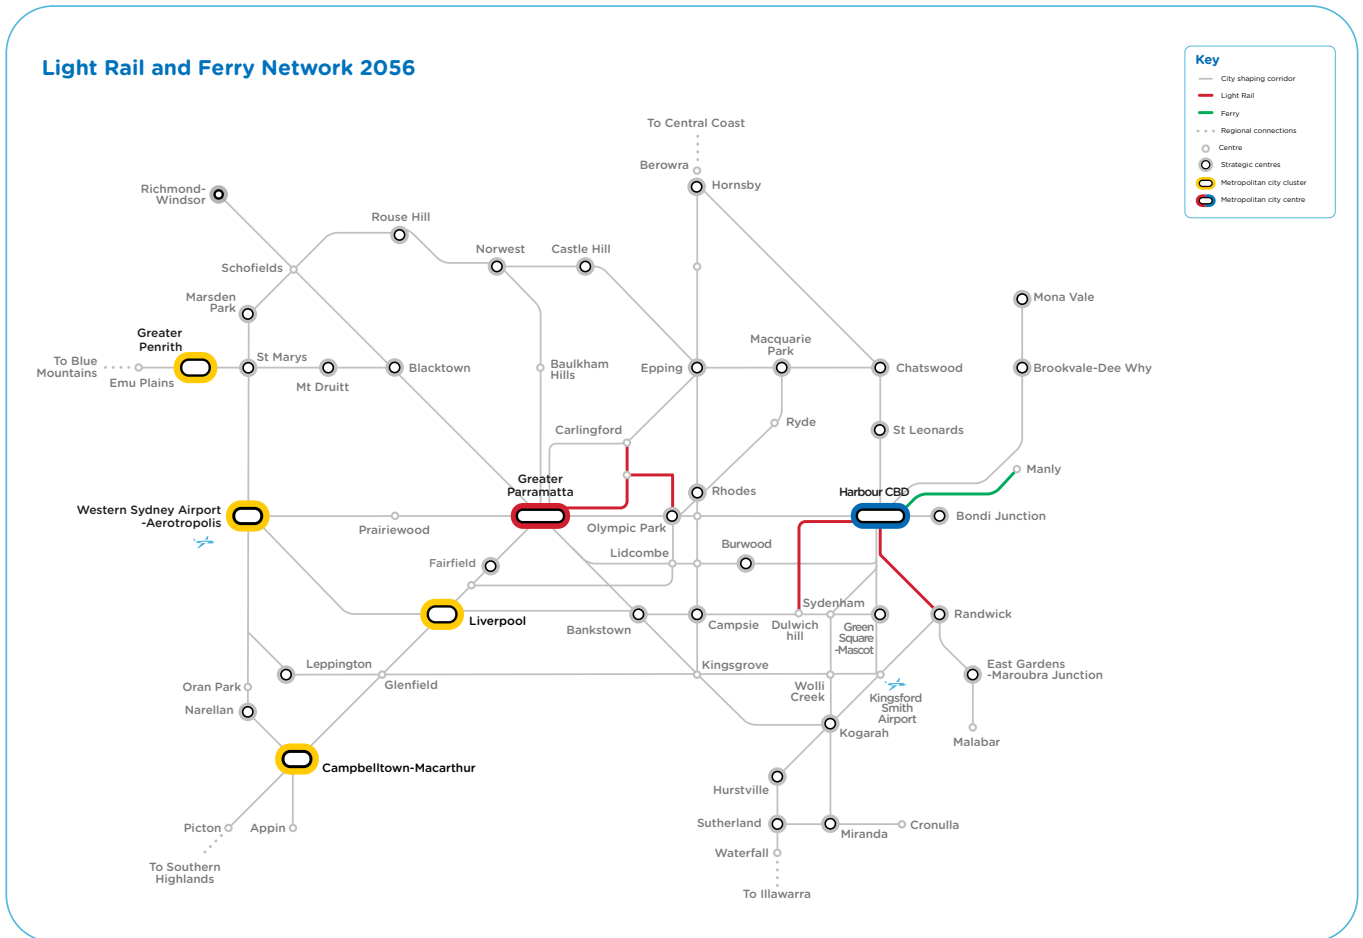 Light Rail and Ferry Network 2056
Key
City shaping corridor
Light Rail
Ferry
Regional connections
Centre
Strategic centres
Metropolitan city cluster
Metropolitan city centre
To Central Coast
Berowra
Hornsby
Richmond-
Windsor
Rouse Hill
Norwest
Castle Hill
Schofields
Marsden
Park
Mona Vale
Greater
Penrith
To Blue
Mountains
Emu Plains
St Marys
Mt Druitt
Blacktown
Baulkham
Hills
Epping
Macquarie
Park
Chatswood
Brookvale-Dee Why
Carlingford
Ryde
St Leonards
Manly
Greater
Parramatta
Rhodes
Harbour CBD
Western Sydney Airport
-Aerotropolis
Prairiewood
Olympic Park
Bondi Junction
Fairfield
Lidcombe
Burwood
Liverpool
Bankstown
Campsie
Dulwich
hill
Sydenham
Green
Square
-Mascot
Randwick
Leppington
Glenfield
Kingsgrove
Wolli
Creek
Kingsford
Smith
Airport
East Gardens
-Maroubra Junction
Oran Park
Narellan
Kogarah
Malabar
Campbelltown-Macarthur
Hurstville
Picton
Appin
Sutherland
Miranda
Cronulla
Waterfall
To Southern
Highlands
To Illawarra